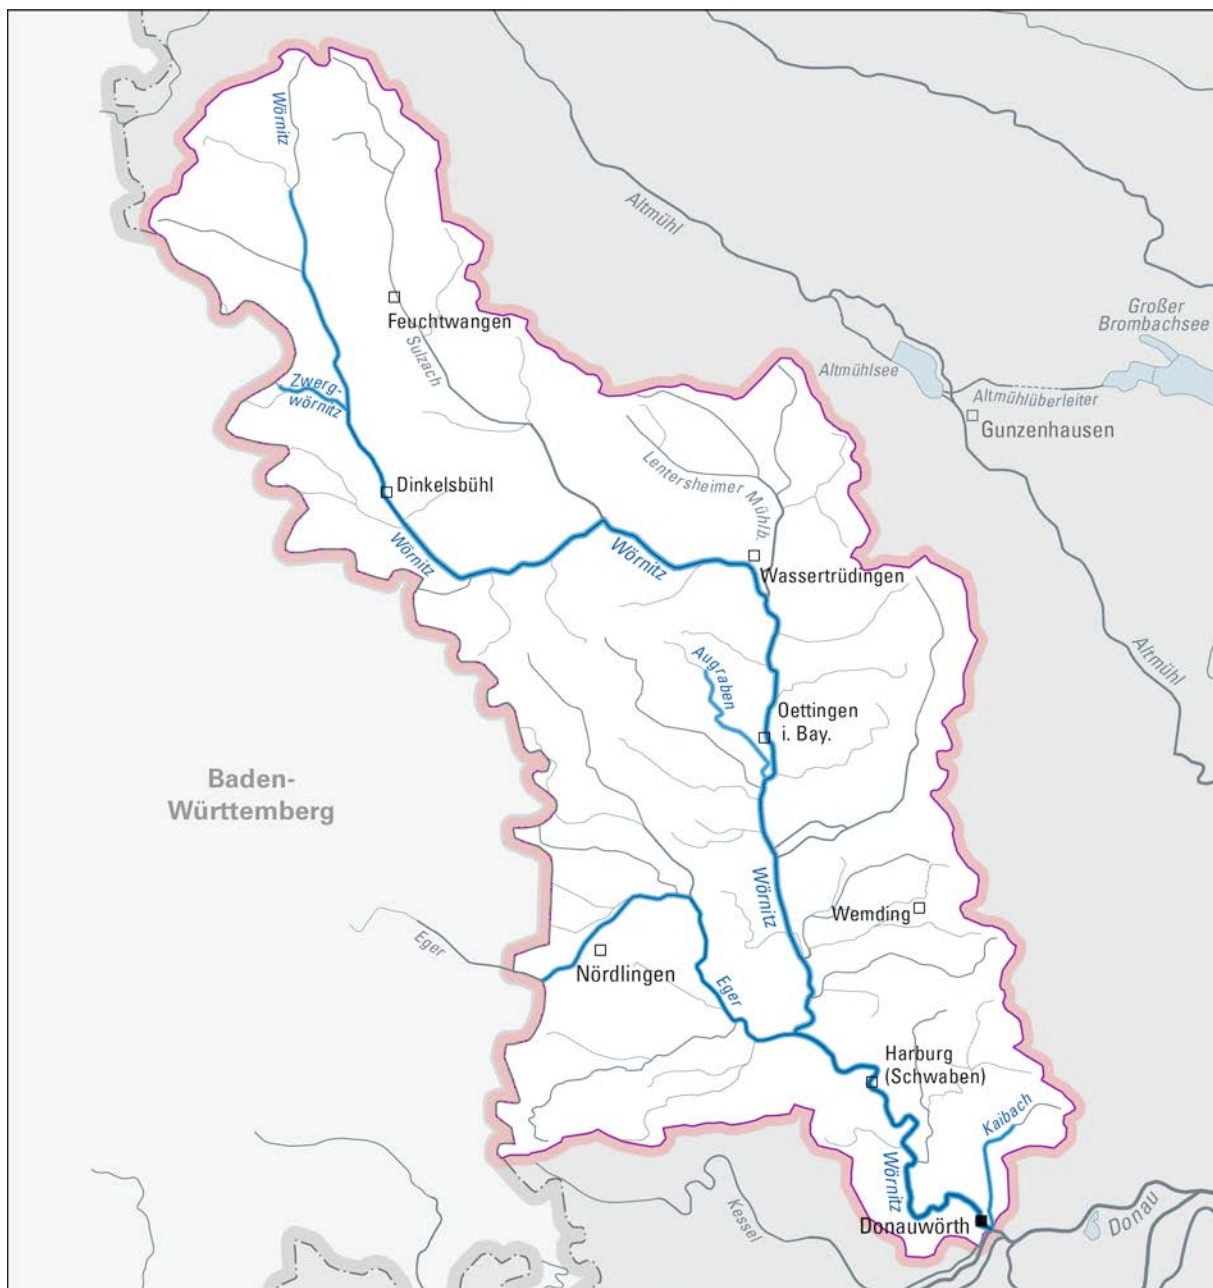 Wörnitz
Altmühl
Feuchtwangen
Sulzach
Großer
Brombachsee
Altmühlsee
Altmühlüberleiter
Gunzenhausen
Zwerg-
wörnitz
Dinkelsbühl
Lentersheimer Mühlb.
Wörnitz
Wörnitz
Wassertrüdingen
Altmühl
Augraben
Oettingen
i. Bay.
Baden-
Württemberg
Wörnitz
Wemding
Eger
Nördlingen
Eger
Harburg
(Schwaben)
Kaibach
Wörnitz
Donauwörth
Kessel
Donau